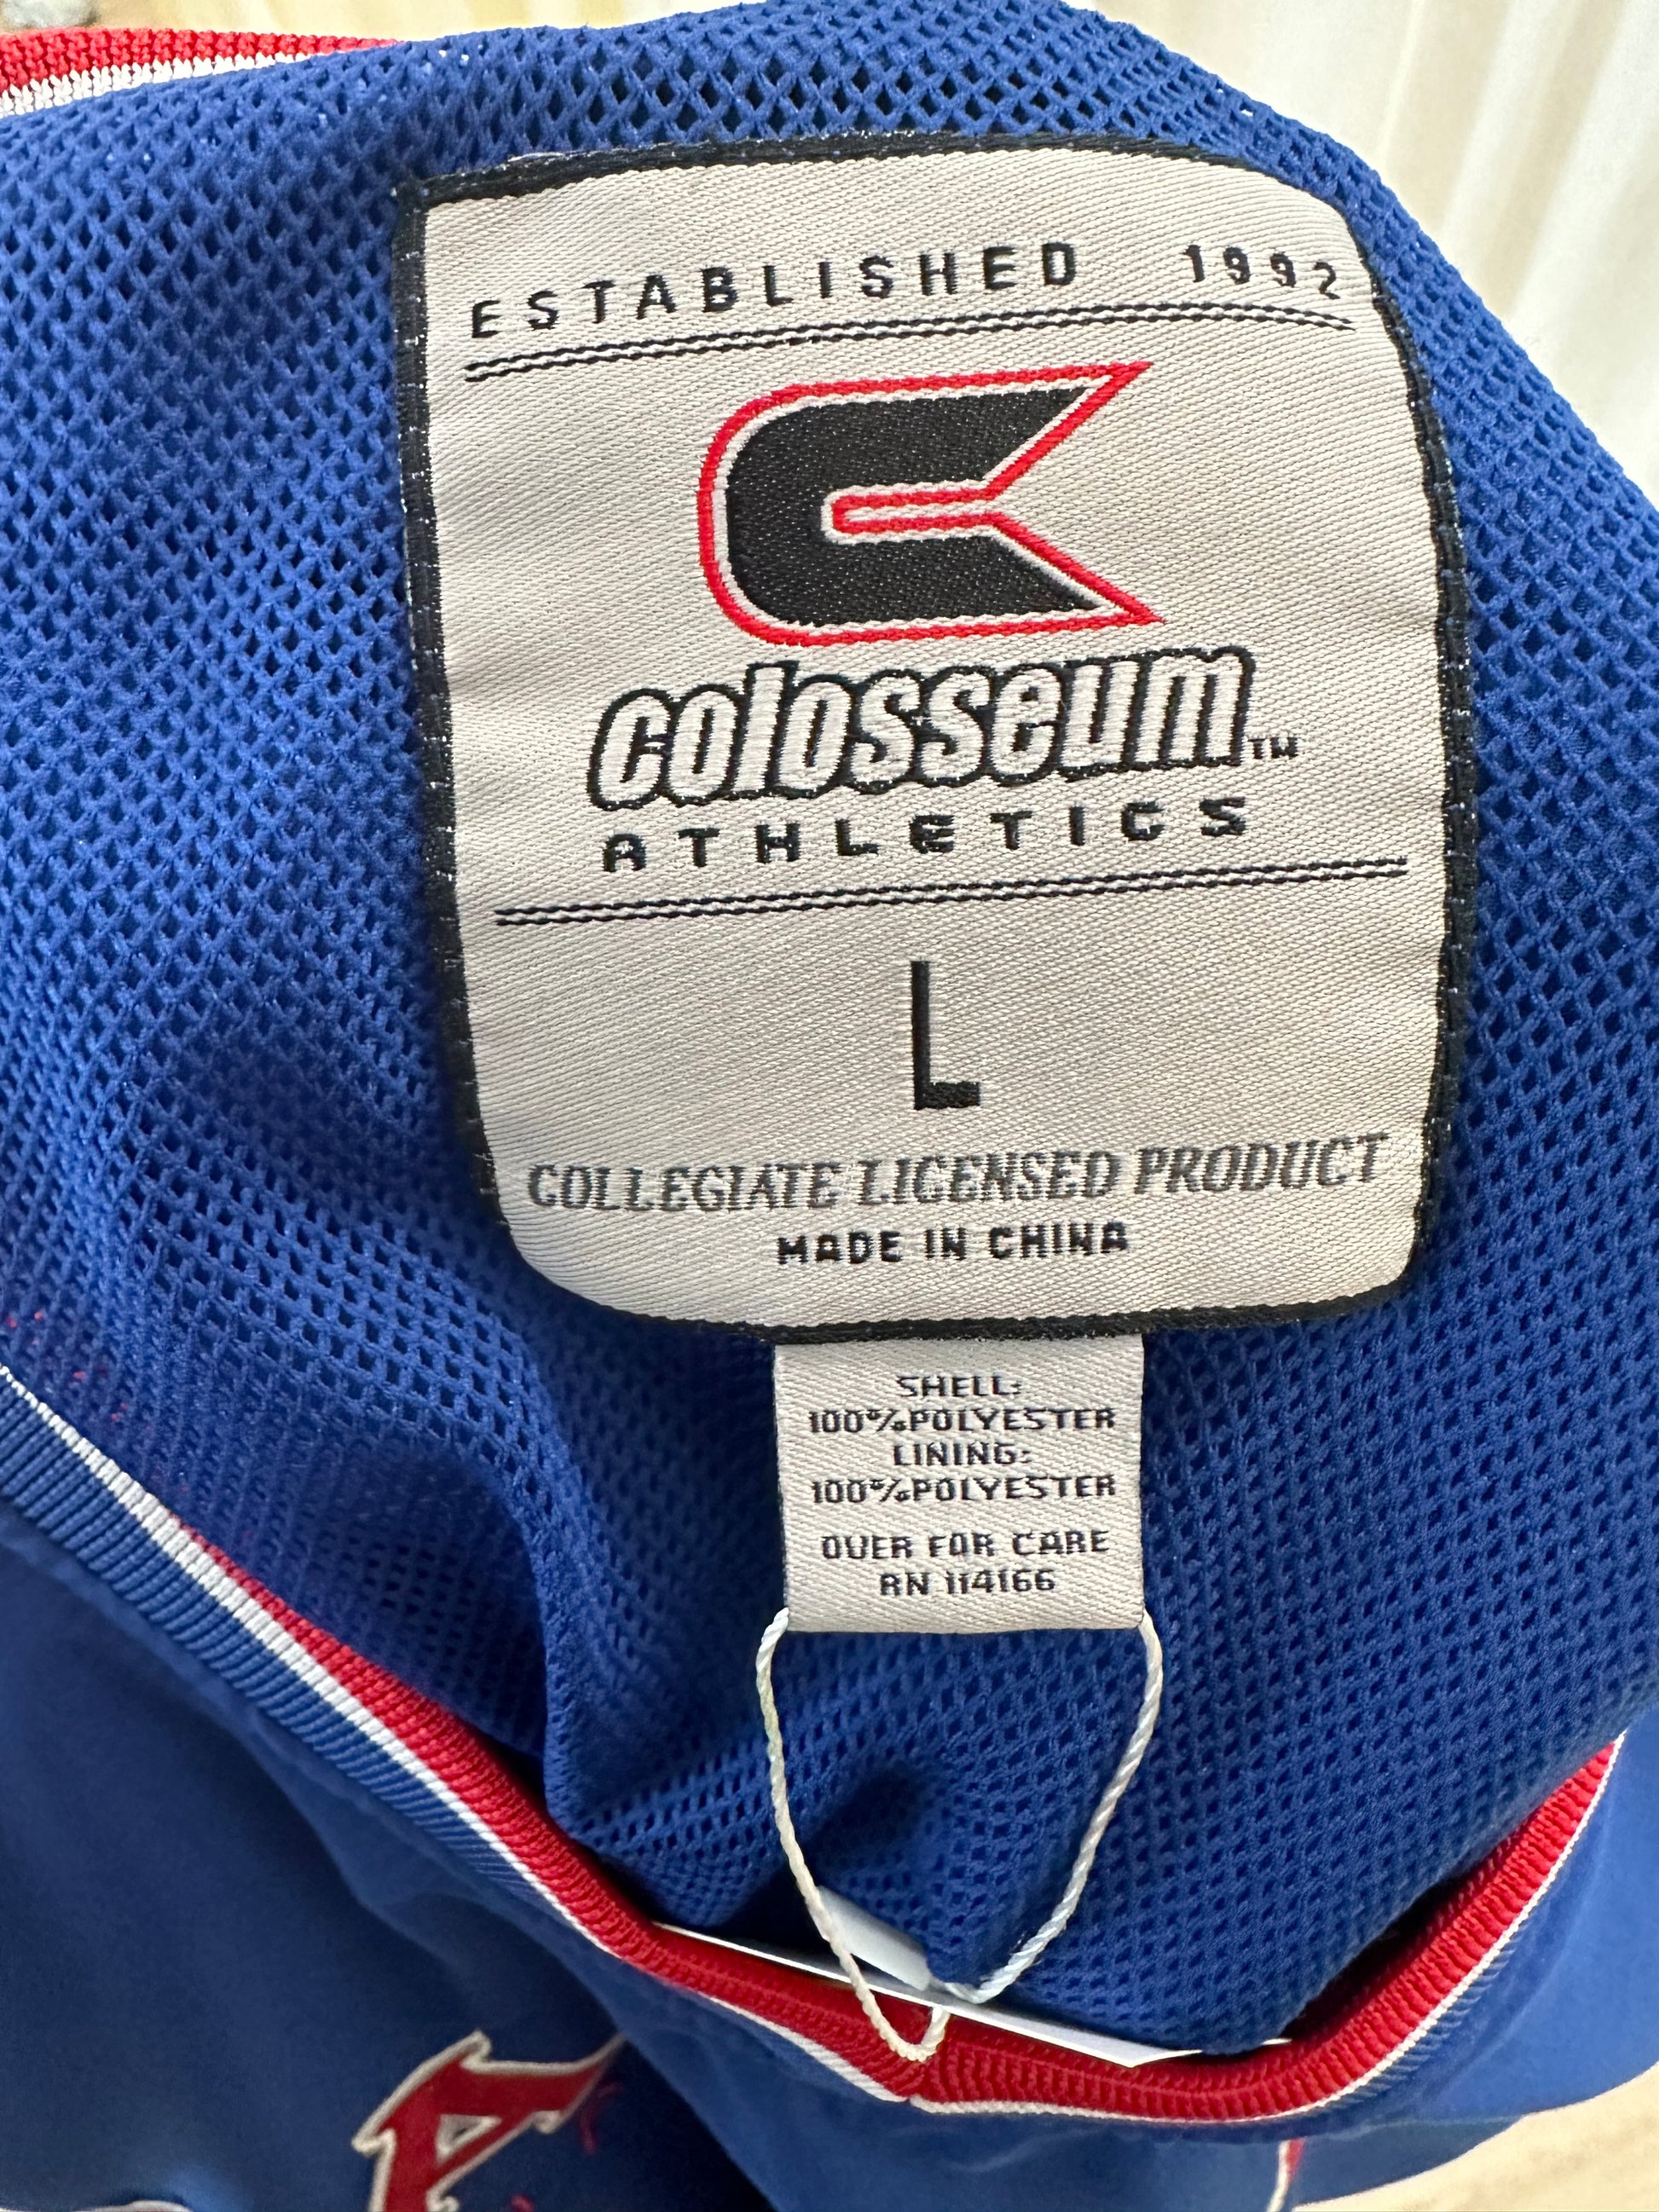 ESTABLISHED 1992
colosseum™
ATHLETICS
L
COLLEGIATE LICENSED PRODUCT
MADE IN CHINA
SHELL:
100%POLYESTER
LINING:
100%POLYESTER
OVER FOR CARE
RN 114166